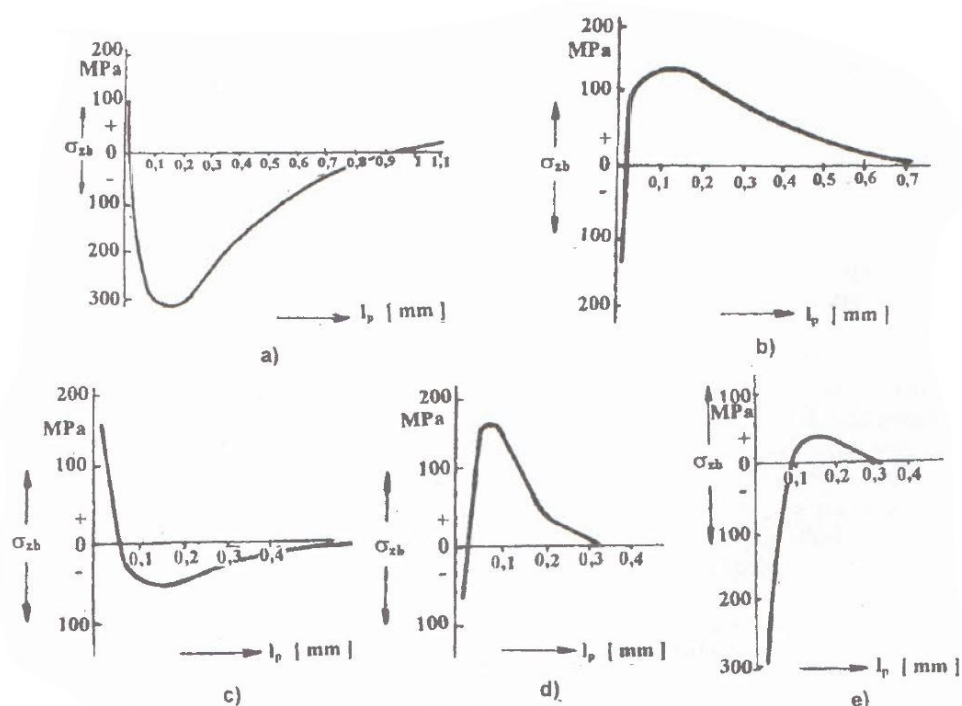 200
MPa
100
+
σzb
0
-
100
200
300
0,1 0,2 0,3 0,4 0,5 0,6 0,7 0,8 0,9 1 1,1
lp [ mm ]
a)
200
MPa
100
+
σzb
0
-
100
200
0,1 0,2 0,3 0,4 0,5 0,6 0,7
lp [ mm ]
b)
200
MPa
100
+
σzb
0
-
100
0,1 0,2 0,3 0,4
lp [ mm ]
c)
200
MPa
100
+
σzb
0
-
100
0,1 0,2 0,3 0,4
lp [ mm ]
d)
100
MPa
+
σzb
0
-
100
200
300
0,1 0,2 0,3 0,4
lp [ mm ]
e)